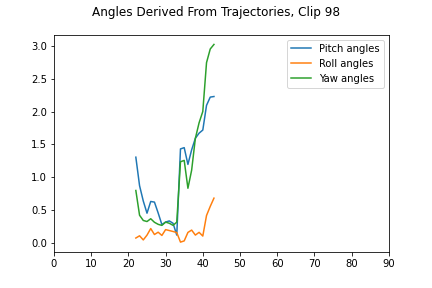 Angles Derived From Trajectories, Clip 98
3.0
2.5
2.0
1.5
1.0
0.5
0.0
0 10 20 30 40 50 60 70 80 90
Pitch angles
Roll angles
Yaw angles